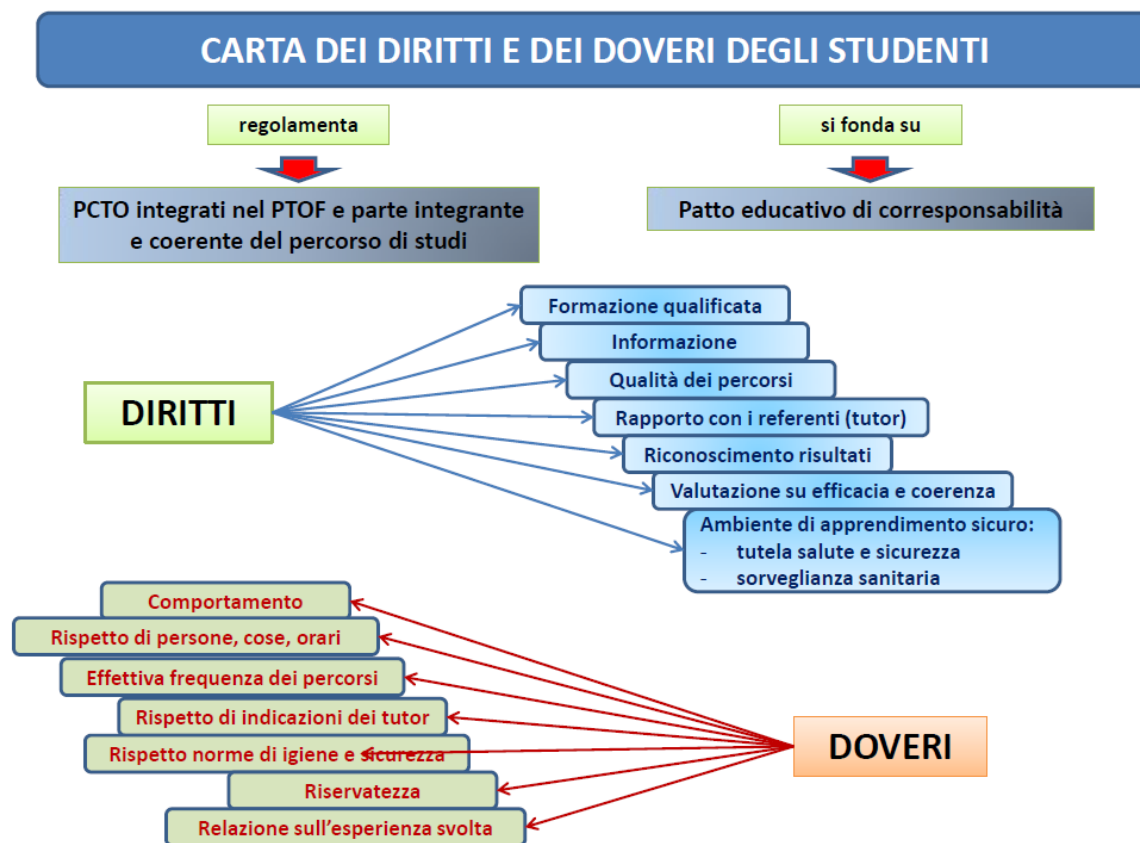 CARTA DEI DIRITTI E DEI DOVERI DEGLI STUDENTI
regolamenta
si fonda su
PCTO integrati nel PTOF e parte integrante
e coerente del percorso di studi
Patto educativo di corresponsabilità
Formazione qualificata
Informazione
Qualità dei percorsi
DIRITTI
Rapporto con i referenti (tutor)
Riconoscimento risultati
Valutazione su efficacia e coerenza
Ambiente di apprendimento sicuro:
- tutela salute e sicurezza
- sorveglianza sanitaria
Comportamento
Rispetto di persone, cose, orari
Effettiva frequenza dei percorsi
Rispetto di indicazioni dei tutor
DOVERI
Rispetto norme di igiene e sicurezza
Riservatezza
Relazione sull'esperienza svolta